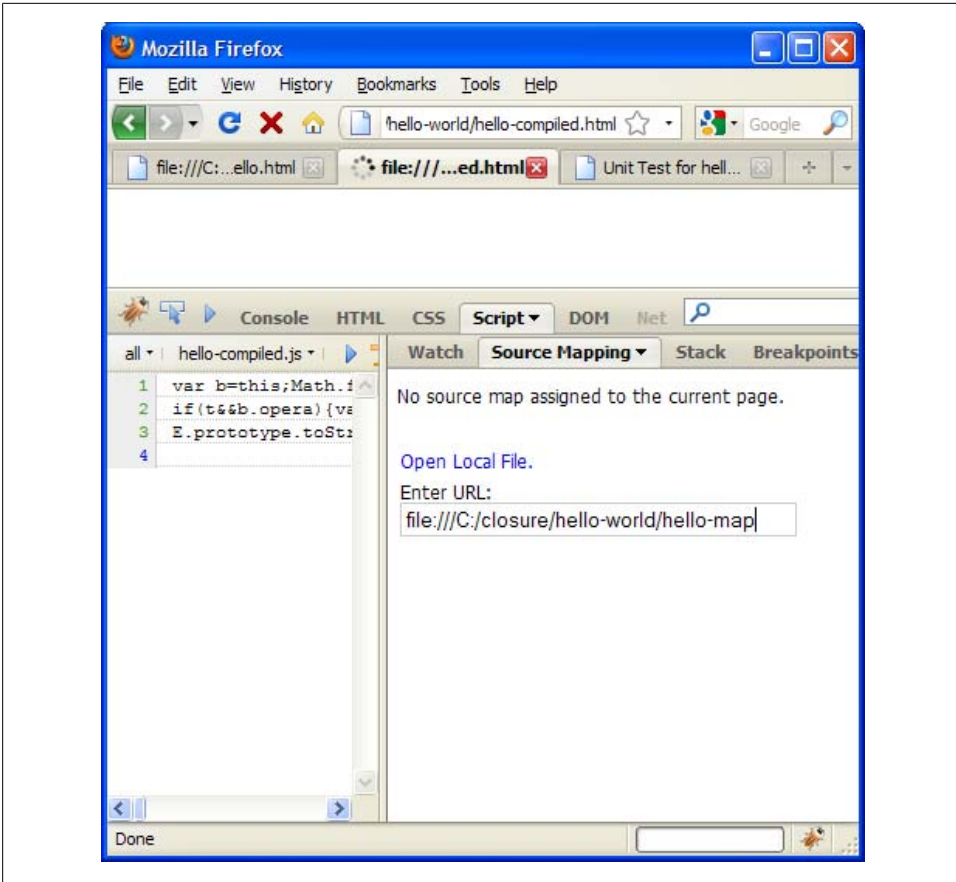 Mozilla Firefox
File Edit View History Bookmarks Tools Help
/hello-world/hello-compiled.html Google
file:///C:...ello.html file:///...ed.html Unit Test for hell...
Console HTML CSS Script DOM Net
all hello-compiled.js Watch Source Mapping Stack Breakpoints
1 var b=this;Math.f
2 if(t&&b.opera){va
3 E.prototype.toStr
4
No source map assigned to the current page.
Open Local File.
Enter URL:
file:///C:/closure/hello-world/hello-map
Done